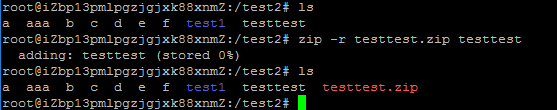 root@iZbp13pmlpgzjgjxk88xnmZ:/test2# ls
a  aaa  b  c  d  e  f  test1  testtest
root@iZbp13pmlpgzjgjxk88xnmZ:/test2# zip -r testtest.zip testtest
  adding: testtest (stored 0%)
root@iZbp13pmlpgzjgjxk88xnmZ:/test2# ls
a  aaa  b  c  d  e  f  test1  testtest  testtest.zip
root@iZbp13pmlpgzjgjxk88xnmZ:/test2#